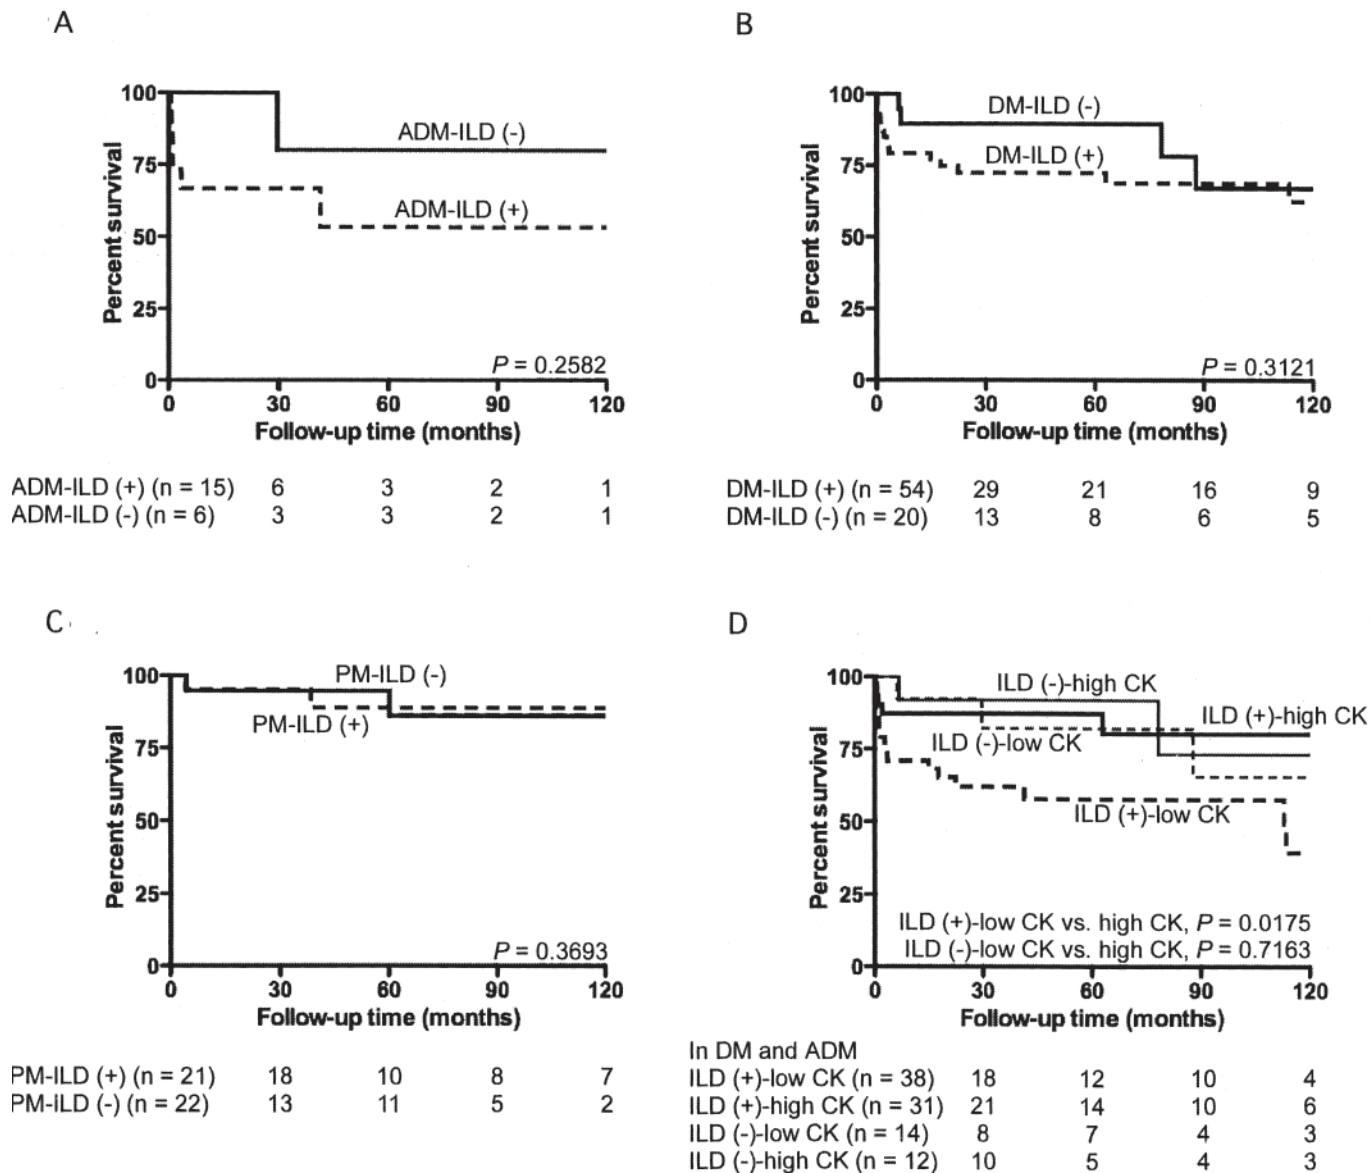 A
100
75
50
25
0
Percent survival
ADM-ILD (-)
ADM-ILD (+)
P = 0.2582
0 30 60 90 120
Follow-up time (months)
ADM-ILD (+) (n = 15) 6 3 2 1
ADM-ILD (-) (n = 6) 3 3 2 1
B
100
75
50
25
0
Percent survival
DM-ILD (-)
DM-ILD (+)
P = 0.3121
0 30 60 90 120
Follow-up time (months)
DM-ILD (+) (n = 54) 29 21 16 9
DM-ILD (-) (n = 20) 13 8 6 5
C
100
75
50
25
0
Percent survival
PM-ILD (-)
PM-ILD (+)
P = 0.3693
0 30 60 90 120
Follow-up time (months)
PM-ILD (+) (n = 21) 18 10 8 7
PM-ILD (-) (n = 22) 13 11 5 2
D
100
75
50
25
0
Percent survival
ILD (-)-high CK
ILD (+)-high CK
ILD (-)-low CK
ILD (+)-low CK
ILD (+)-low CK vs. high CK, P = 0.0175
ILD (-)-low CK vs. high CK, P = 0.7163
0 30 60 90 120
Follow-up time (months)
In DM and ADM
ILD (+)-low CK (n = 38) 18 12 10 4
ILD (+)-high CK (n = 31) 21 14 10 6
ILD (-)-low CK (n = 14) 8 7 4 3
ILD (-)-high CK (n = 12) 10 5 4 3